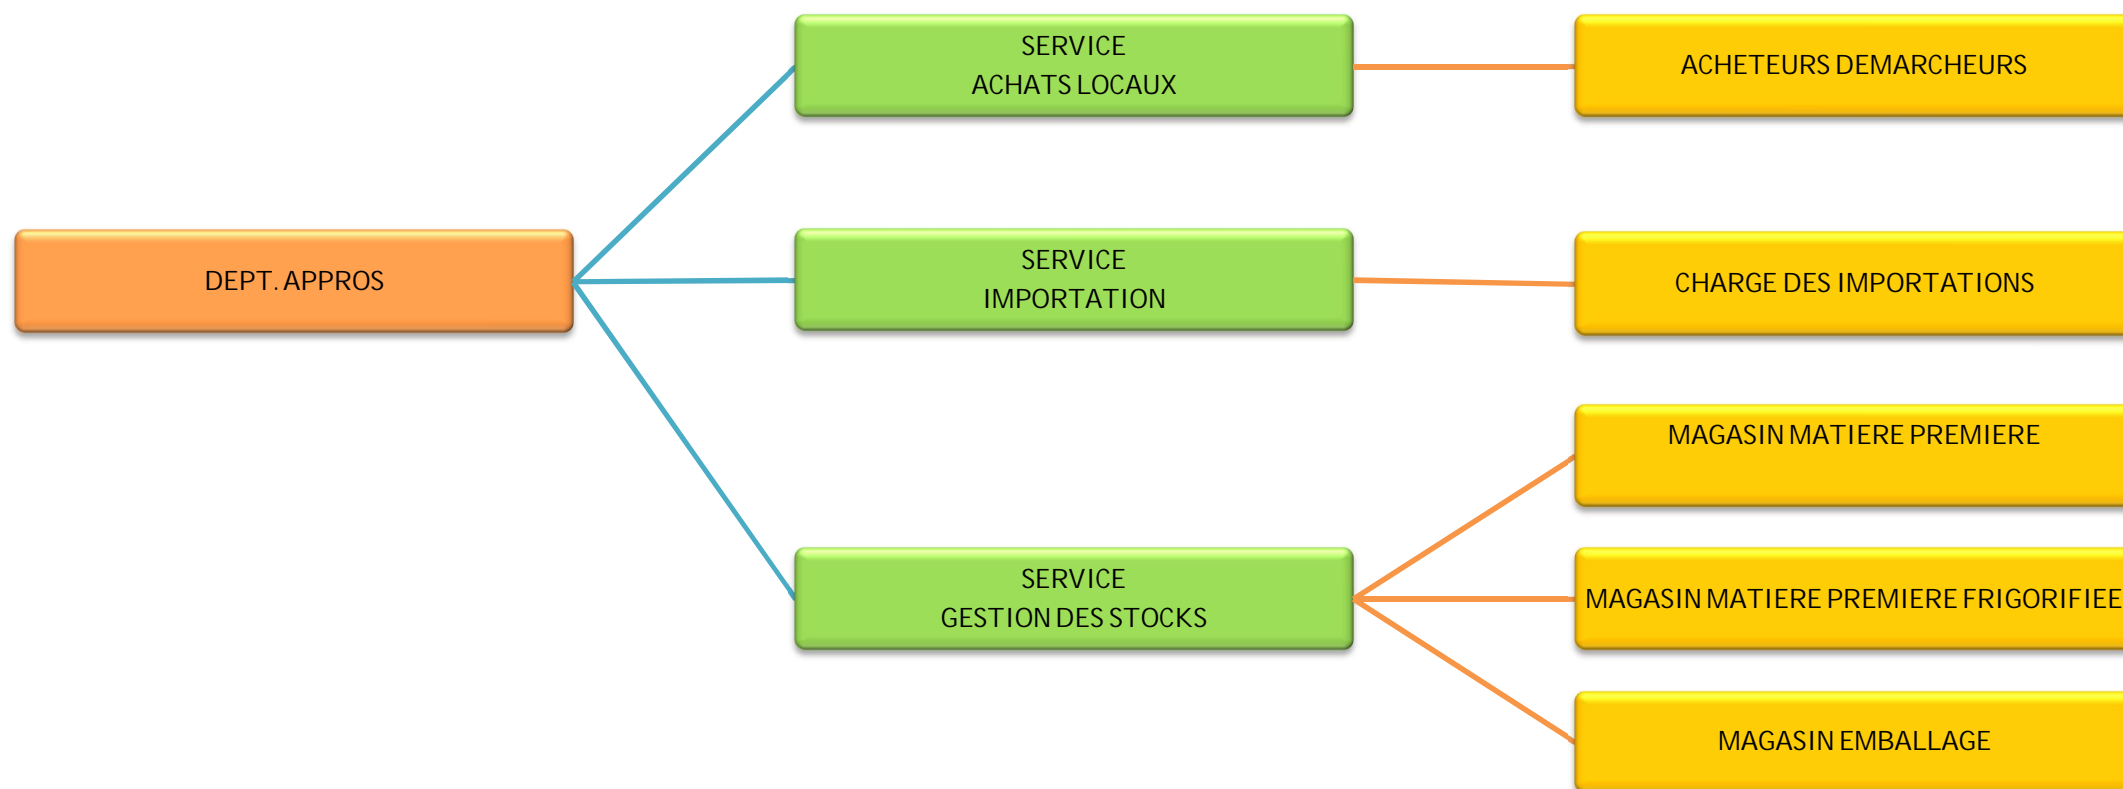 SERVICE
ACHATS LOCAUX
ACHETEURS DEMARCHEURS
DEPT. APPROS
SERVICE
IMPORTATION
CHARGE DES IMPORTATIONS
SERVICE
GESTION DES STOCKS
MAGASIN MATIERE PREMIERE
MAGASIN MATIERE PREMIERE FRIGORIFIEE
MAGASIN EMBALLAGE